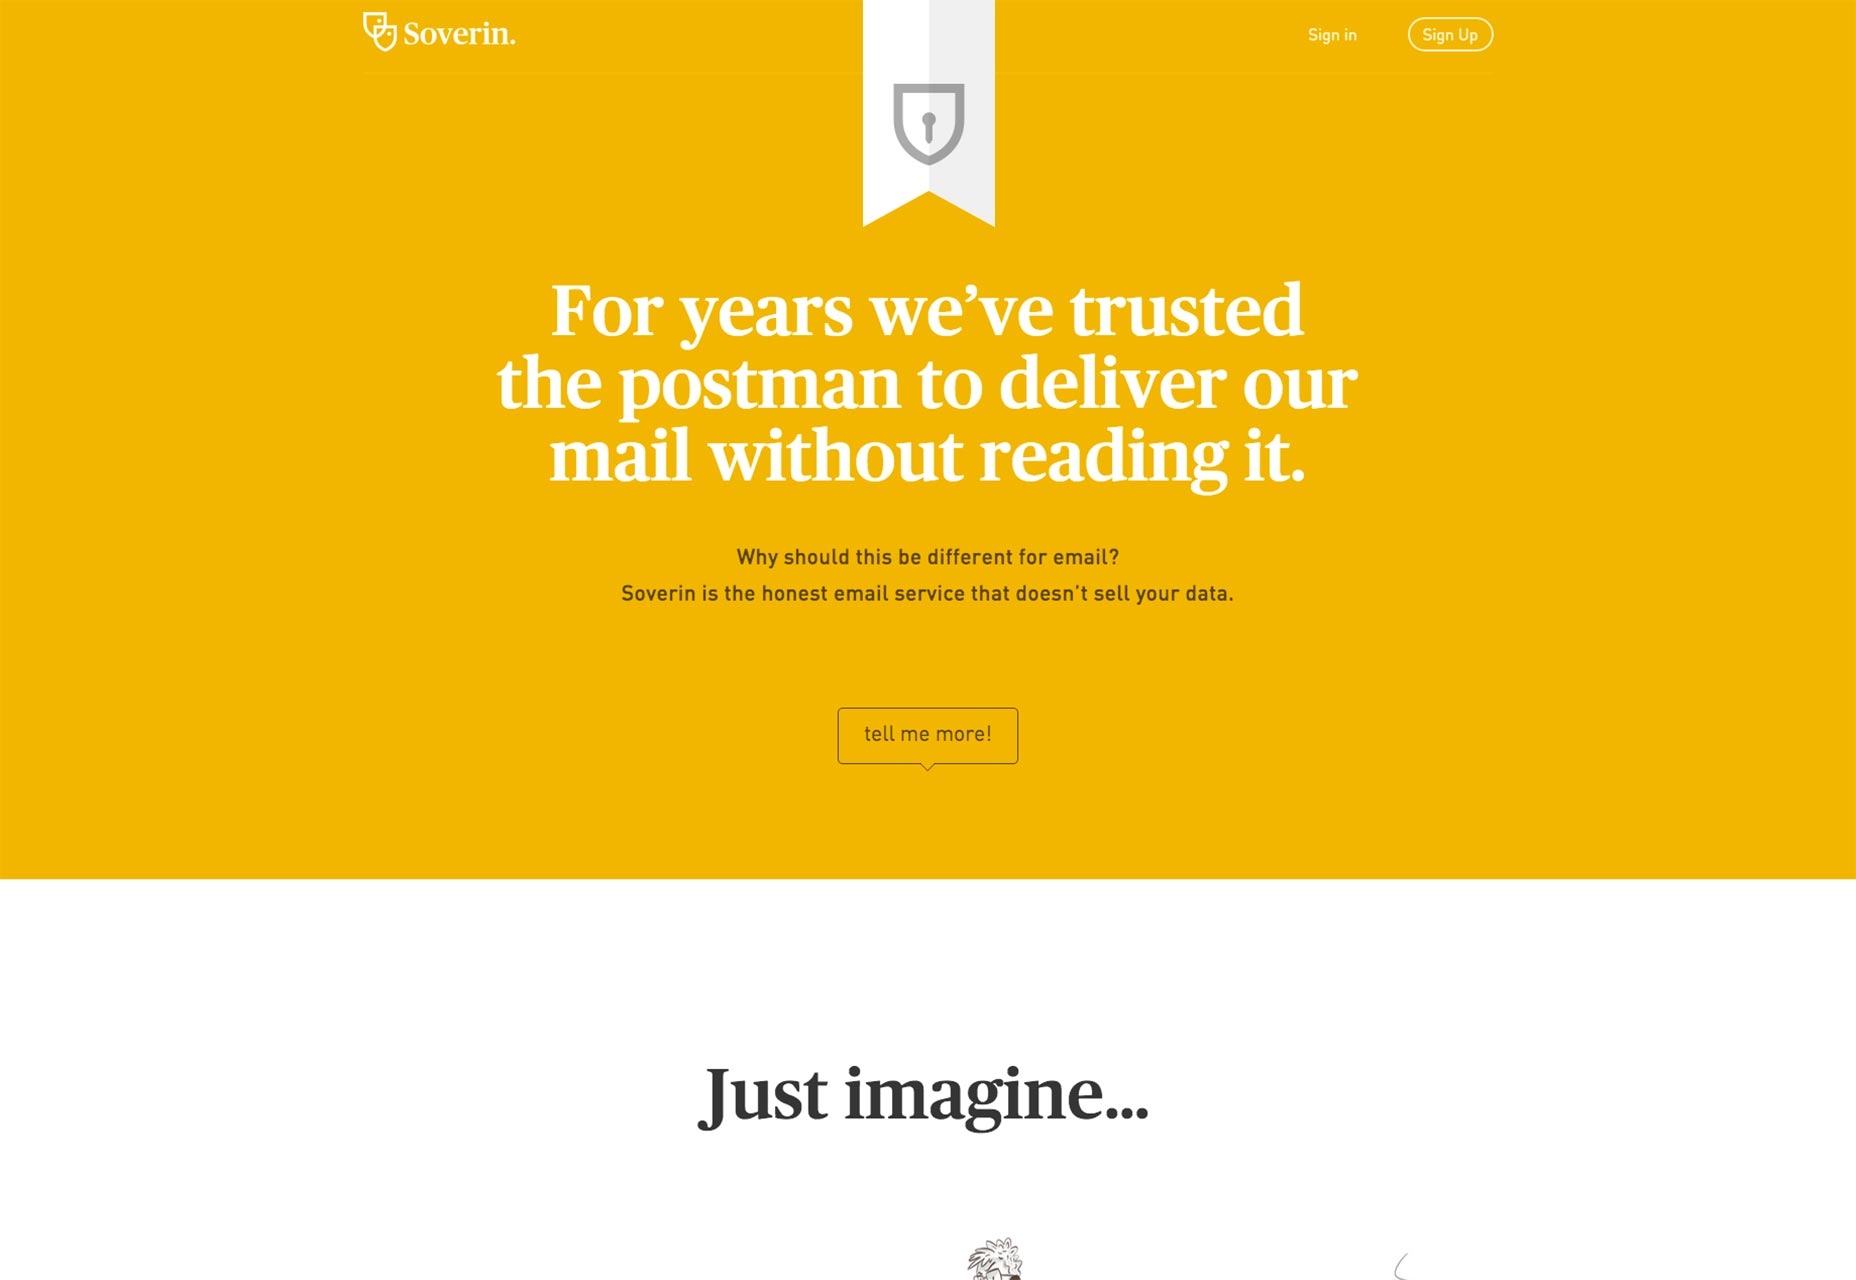 Soverin.
Sign in
Sign Up
For years we’ve trusted
the postman to deliver our
mail without reading it.
Why should this be different for email?
Soverin is the honest email service that doesn’t sell your data.
tell me more!
Just imagine...